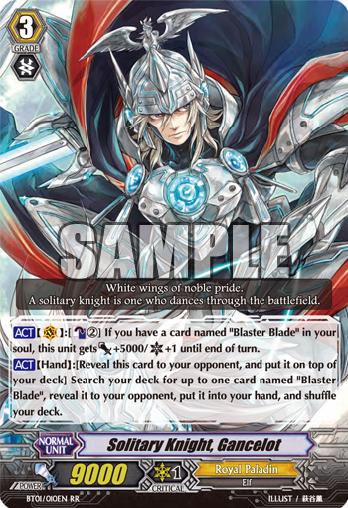 3
GRADE
SAMPLE
White wings of noble pride.
A solitary knight is one who dances through the battlefield.
ACT【 】:[ ②] If you have a card named "Blaster Blade" in your
soul, this unit gets +5000/ +1 until end of turn.
ACT【Hand】:[Reveal this card to your opponent, and put it on top of
your deck] Search your deck for up to one card named "Blaster
Blade", reveal it to your opponent, put it into your hand, and shuffle
your deck.
NORMAL
UNIT
Solitary Knight, Gancelot
POWER
9000
1
CRITICAL
Royal Paladin
Elf
BT01/010EN RR
ILLUST / 萩谷薫